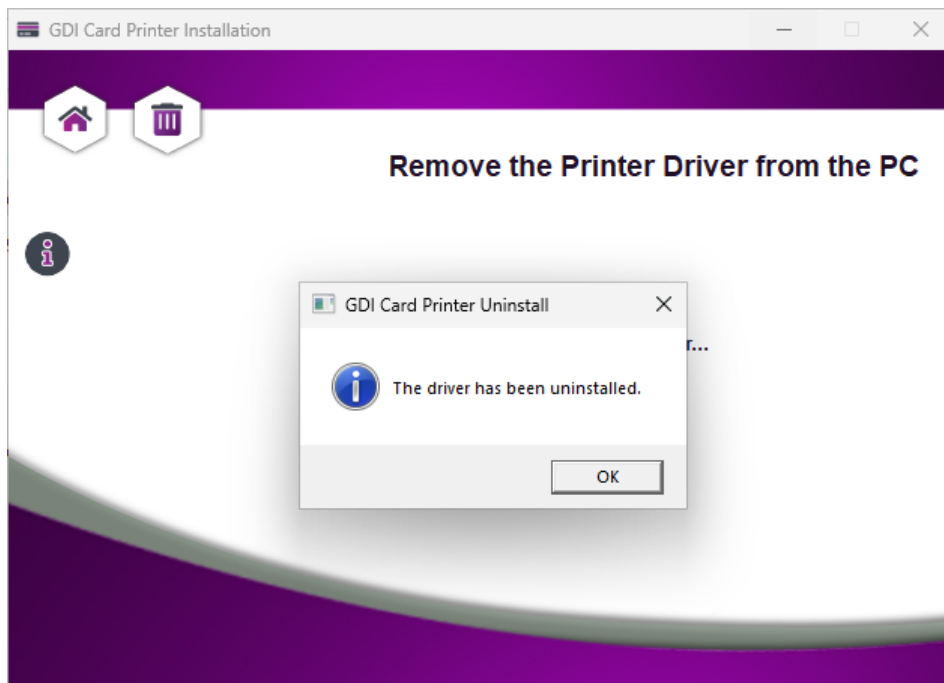 GDI Card Printer Installation
Remove the Printer Driver from the PC
GDI Card Printer Uninstall
The driver has been uninstalled.
OK